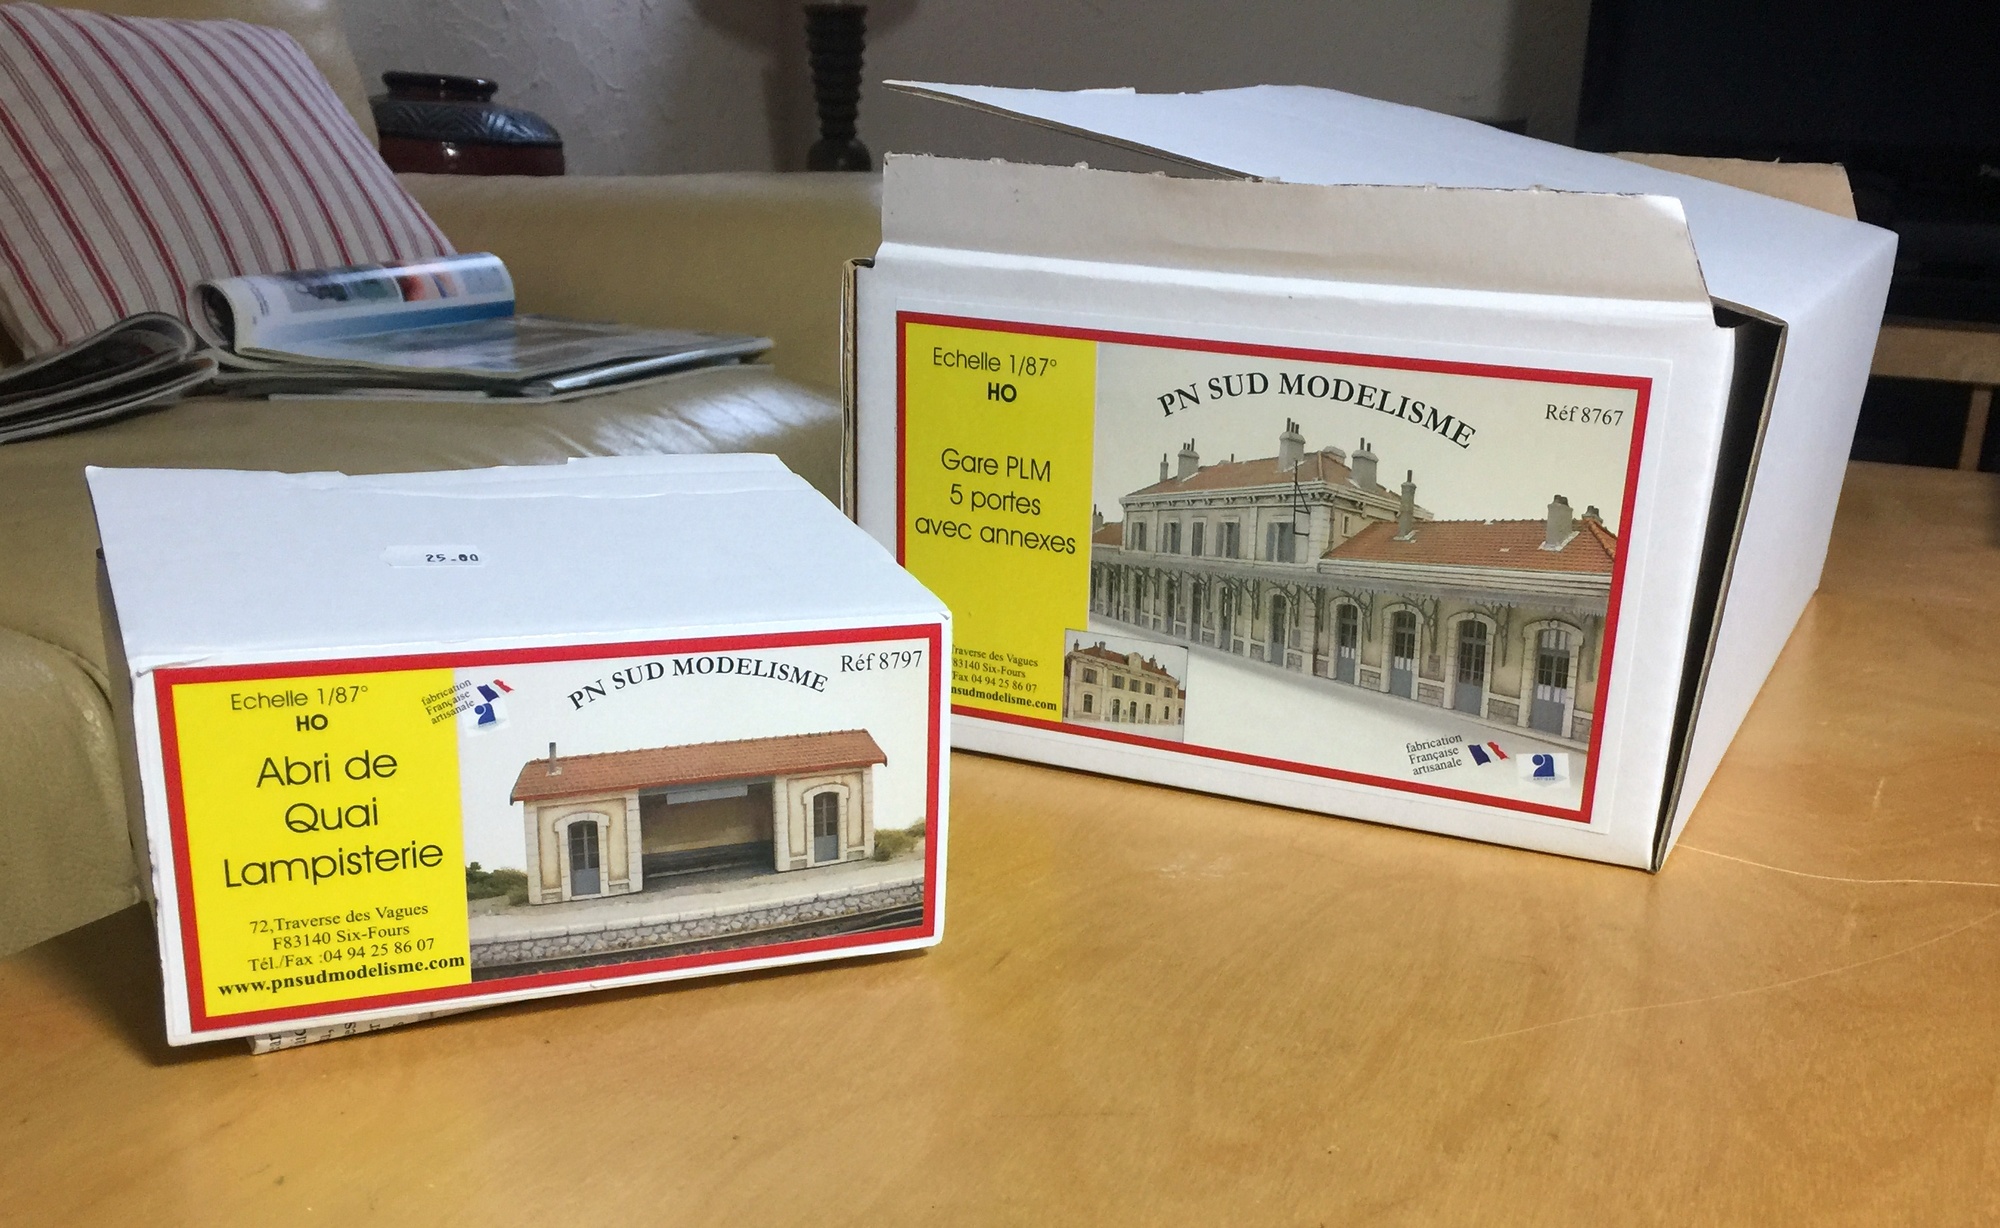 25.00
Echelle 1/87°
HO
Abri de
Quai
Lampisterie
72,Traverse des Vagues
F83140 Six-Fours
Tél./Fax :04 94 25 86 07
www.pnsudmodelisme.com
fabrication
Française
artisanale
PN SUD MODELISME
Réf 8797
Echelle 1/87°
HO
Gare PLM
5 portes
avec annexes
Traverse des Vagues
83140 Six-Fours
Fax 04 94 25 86 07
nsudmodelisme.com
PN SUD MODELISME
Réf 8767
fabrication
Française
artisanale